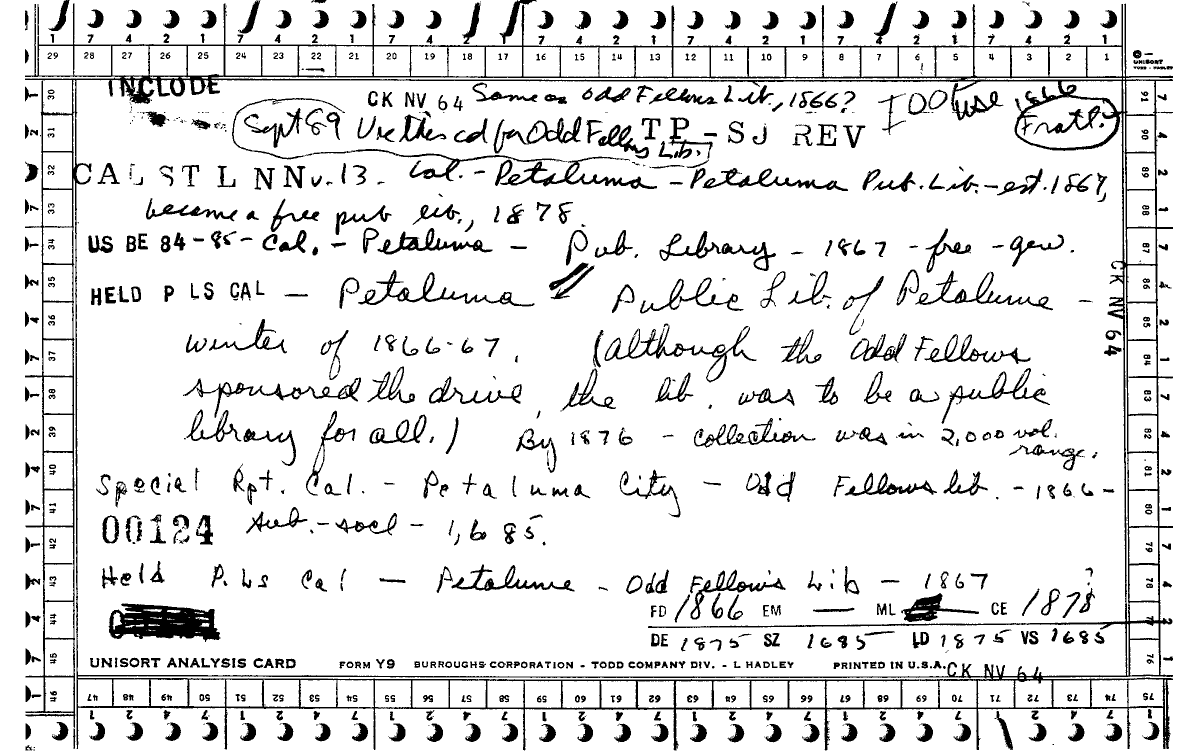 INCLUDE
CK NV 64 Same as Odd Fellows Lib., 1866? IDO use 1866
Sept 89 Use this cd for Odd Fellows Lib. TP-SJ REV Fratl.
CAL ST L NN v. 13. Cal. - Petaluma - Petaluma Pub. Lib. - est. 1867,
became a free pub lib., 1878.
US BE 84-85 - Cal. - Petaluma - Pub. Library - 1867 - free - gen.
HELD P LS CAL - Petaluma Public Lib. of Petaluma -
winter of 1866-67. (although the Odd Fellows
sponsored the drive, the lib. was to be a public
library for all.) By 1876 - collection was in 2,000 vol. range.
Special Rpt. Cal. - Petaluma City - Odd Fellows lib. - 1866 -
00124 Sub. - socl - 1,685.
Held P. Ls Cal - Petaluma - Odd Fellows Lib - 1867
FD 1866 EM — ML — CE 1878?
DE 1875 SZ 1685 LD 1875 VS 1685
UNISORT ANALYSIS CARD FORM Y9 BURROUGHS CORPORATION - TODD COMPANY DIV. - L HADLEY PRINTED IN U.S.A. CK NV 64
CK NV 64
UNISORT
7 4 2 1 7 4 2 1 7 4 2 1 7 4 2 1 7 4 2 1 7 4 2 1
29 28 27 26 25 24 23 22 21 20 19 18 17 16 15 14 13 12 11 10 9 8 7 6 5 4 3 2 1
30 31 32 33 34 35 36 37 38 39 40 41 42 43 44 45 46
91 90 89 88 87 86 85 84 83 82 81 80 79 78 77 76
47 48 49 50 51 52 53 54 55 56 57 58 59 60 61 62 63 64 65 66 67 68 69 70 71 72 73 74 75